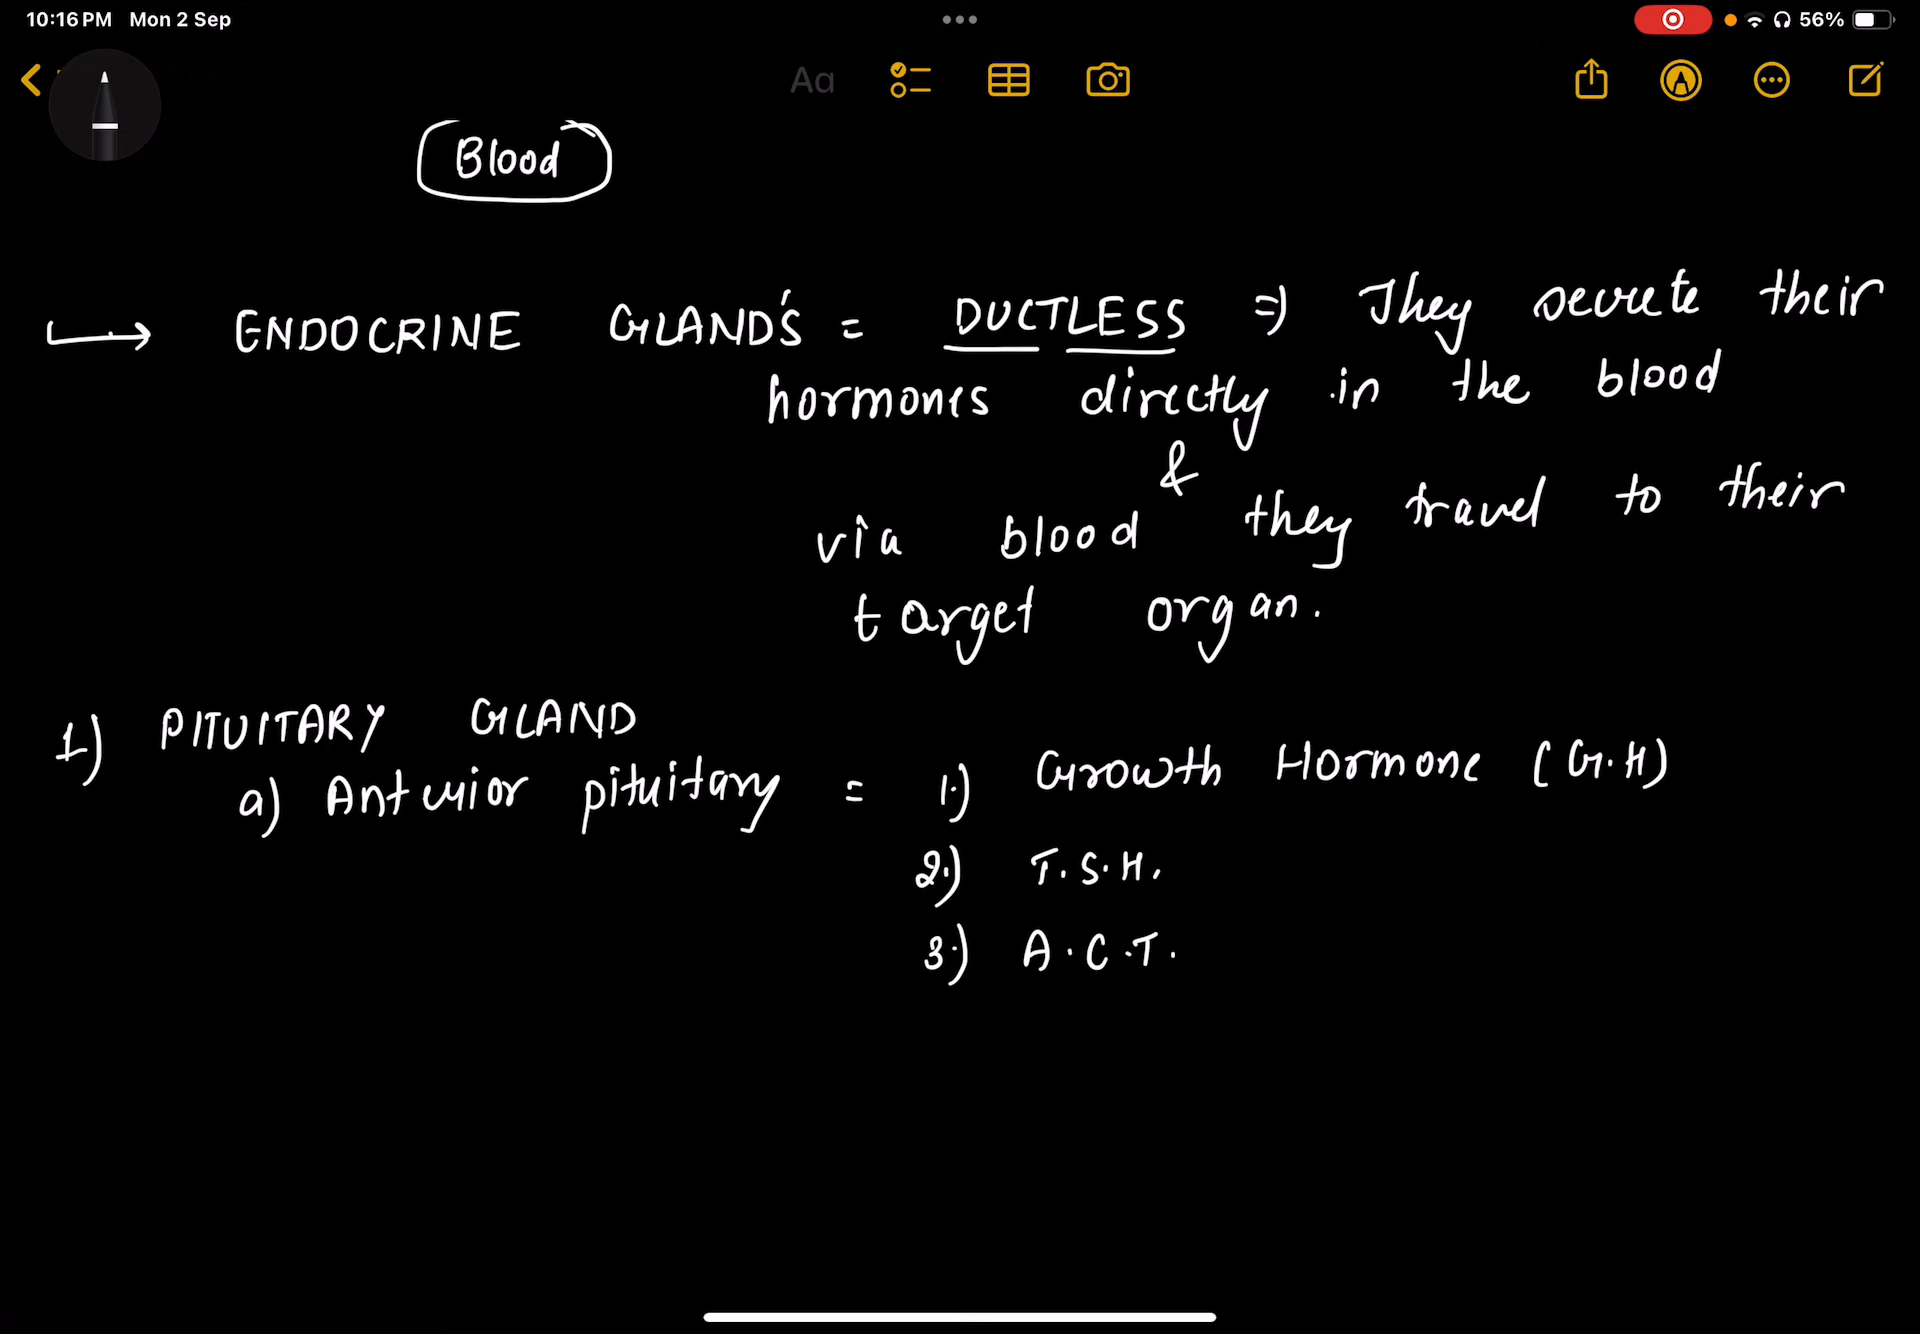 10:16 PM Mon 2 Sep
56%
Aa
Blood
ENDOCRINE GLAND'S = DUCTLESS => They secrete their
hormones directly in the blood
&
via blood they travel to their
target organ.
1) PITUITARY GLAND
a) Anterior pituitary = 1.) Growth Hormone (G.H)
2.) T.S.H.
3.) A.C.T.